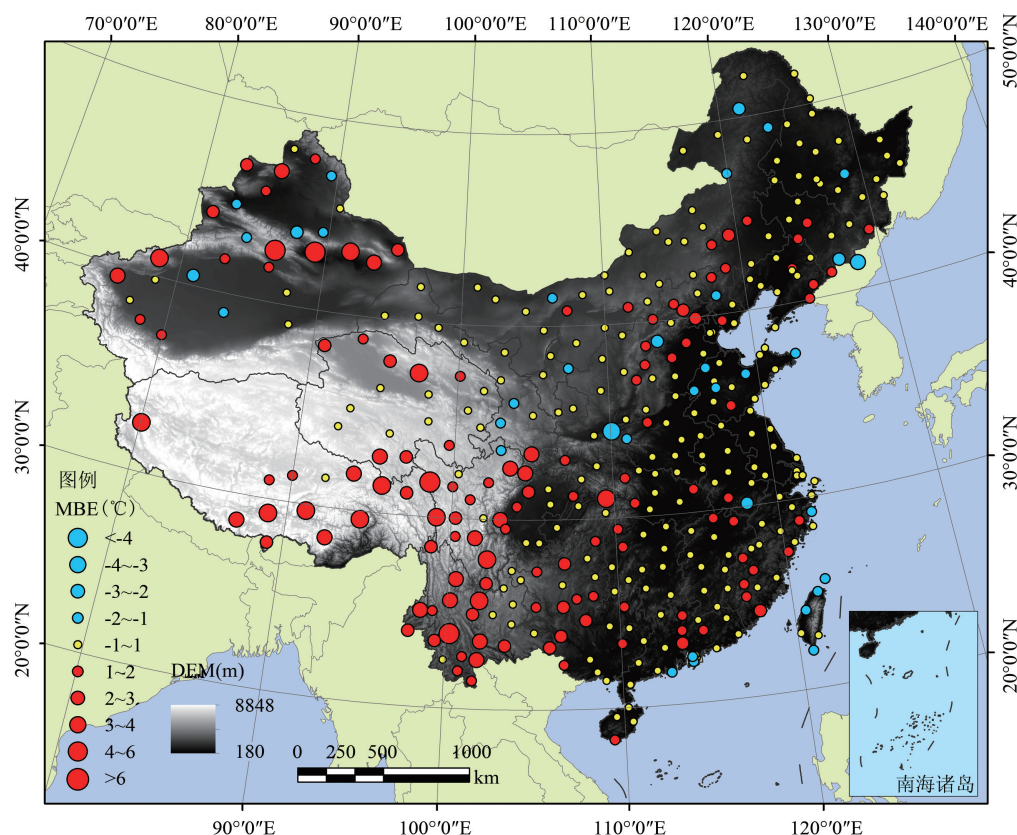 70°0′0″E 80°0′0″E 90°0′0″E 100°0′0″E 110°0′0″E 120°0′0″E 130°0′0″E 140°0′0″E
50°0′0″N
40°0′0″N
40°0′0″N
30°0′0″N
30°0′0″N
20°0′0″N
20°0′0″N
图例
MBE(℃)
<-4
-4~-3
-3~-2
-2~-1
-1~1
1~2
2~3
3~4
4~6
>6
DEM(m)
8848
180
0 250 500 1000
km
南海诸岛
90°0′0″E 100°0′0″E 110°0′0″E 120°0′0″E